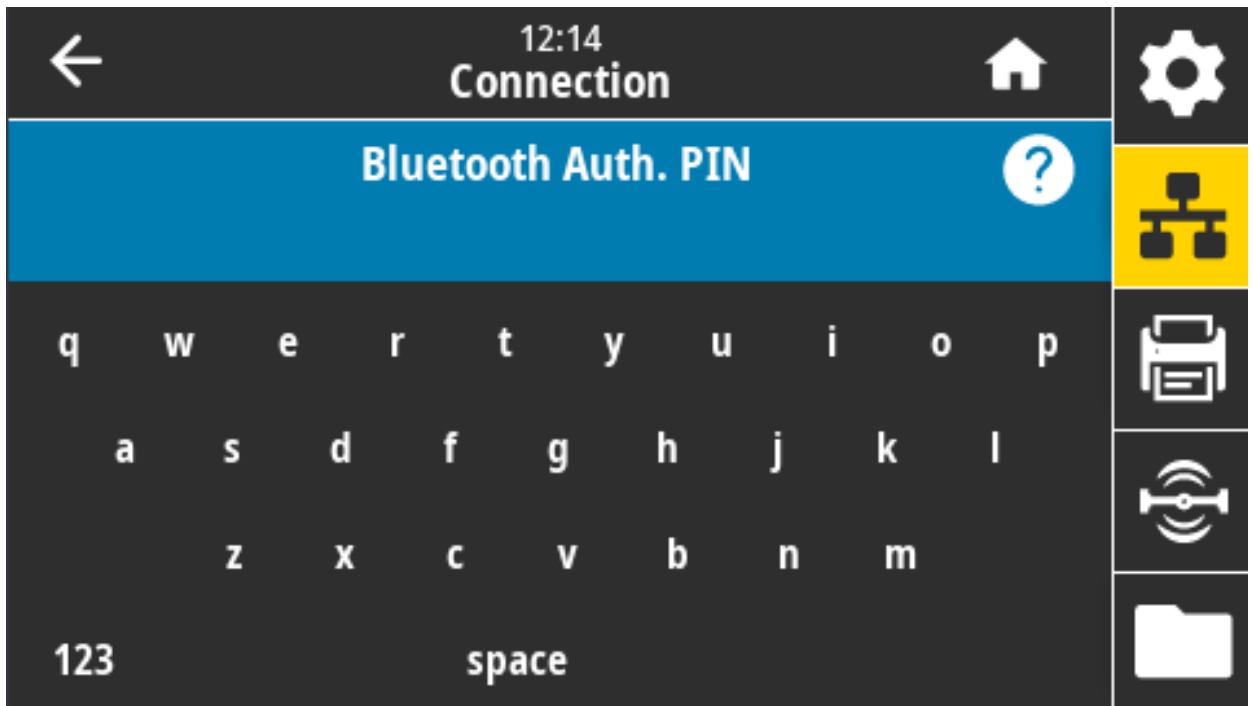 12:14
Connection
Bluetooth Auth. PIN
?
q w e r t y u i o p
a s d f g h j k l
z x c v b n m
123 space